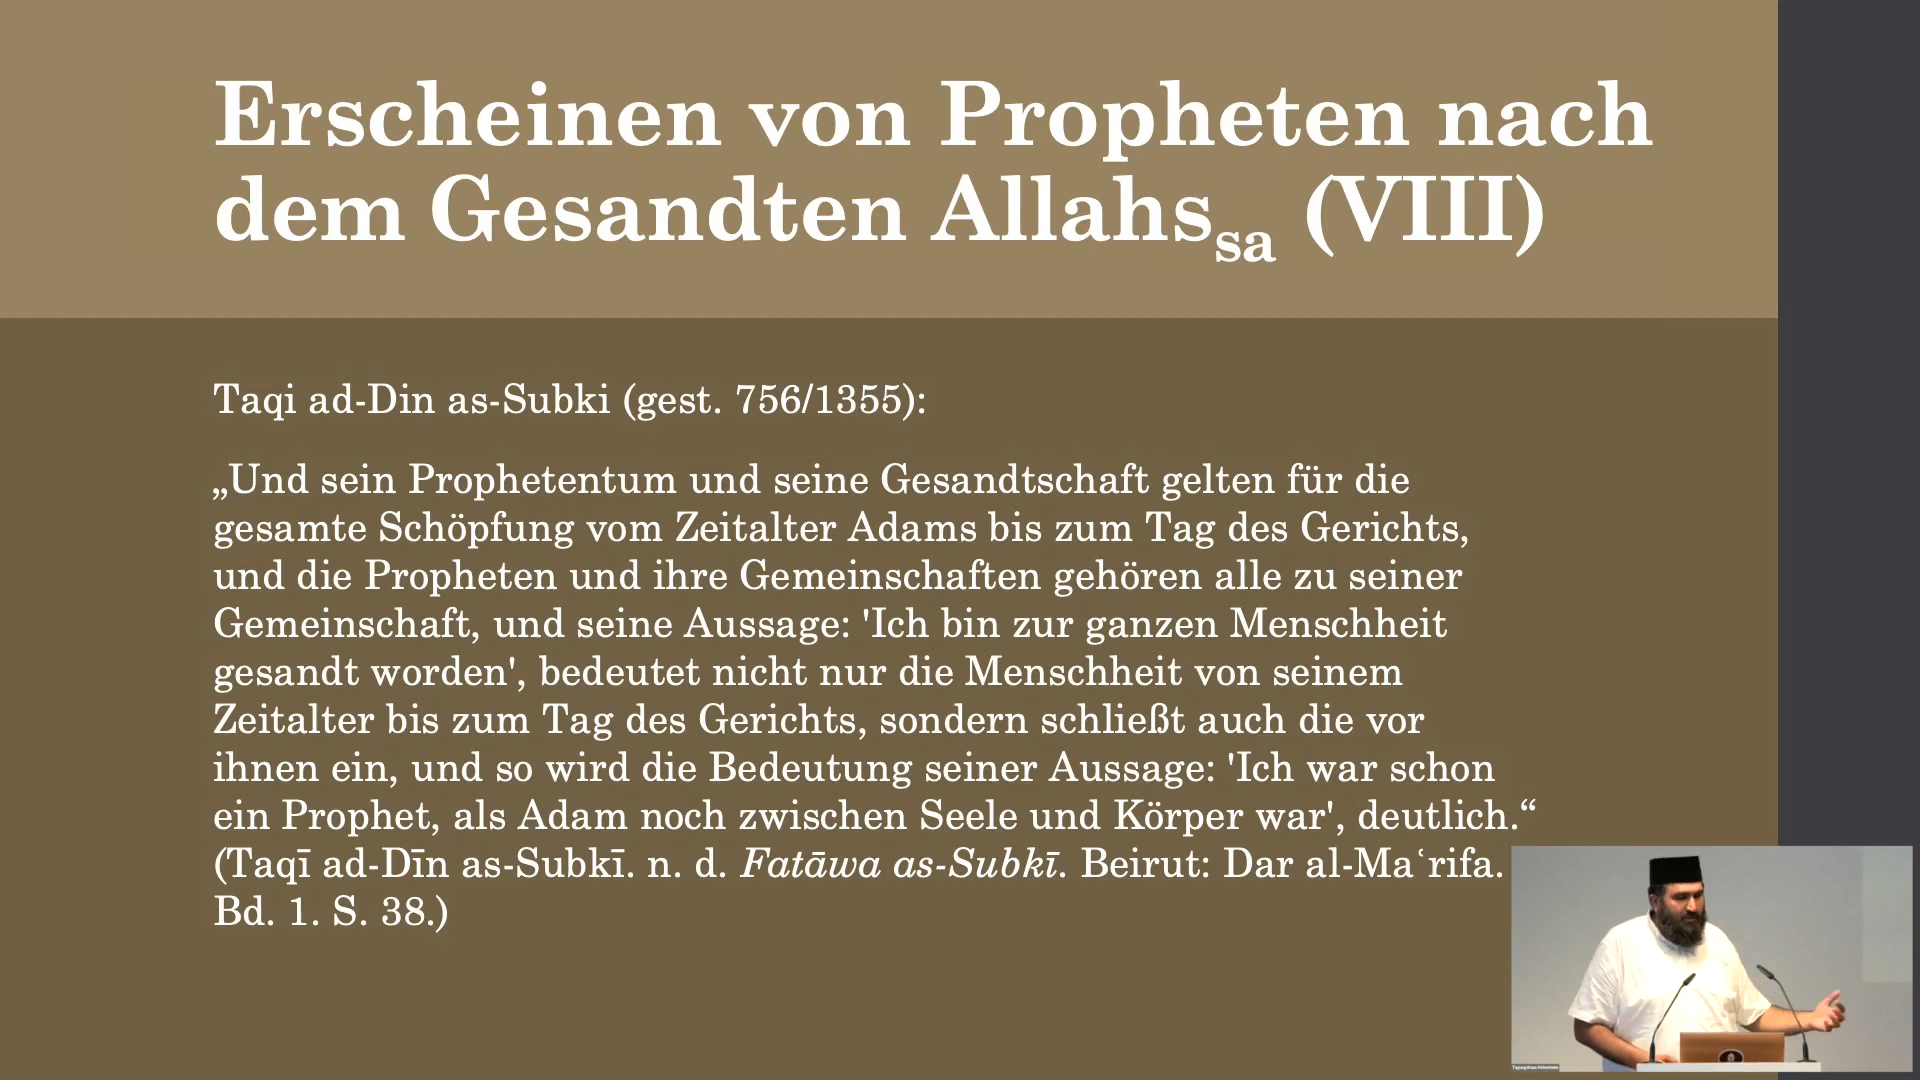 Erscheinen von Propheten nach
dem Gesandten Allahs sa (VIII)
Taqi ad-Din as-Subki (gest. 756/1355):
„Und sein Prophetentum und seine Gesandtschaft gelten für die
gesamte Schöpfung vom Zeitalter Adams bis zum Tag des Gerichts,
und die Propheten und ihre Gemeinschaften gehören alle zu seiner
Gemeinschaft, und seine Aussage: 'Ich bin zur ganzen Menschheit
gesandt worden', bedeutet nicht nur die Menschheit von seinem
Zeitalter bis zum Tag des Gerichts, sondern schließt auch die vor
ihnen ein, und so wird die Bedeutung seiner Aussage: 'Ich war schon
ein Prophet, als Adam noch zwischen Seele und Körper war', deutlich.“
(Taqī ad-Dīn as-Subkī. n. d. Fatāwa as-Subkī. Beirut: Dar al-Maʿrifa.
Bd. 1. S. 38.)